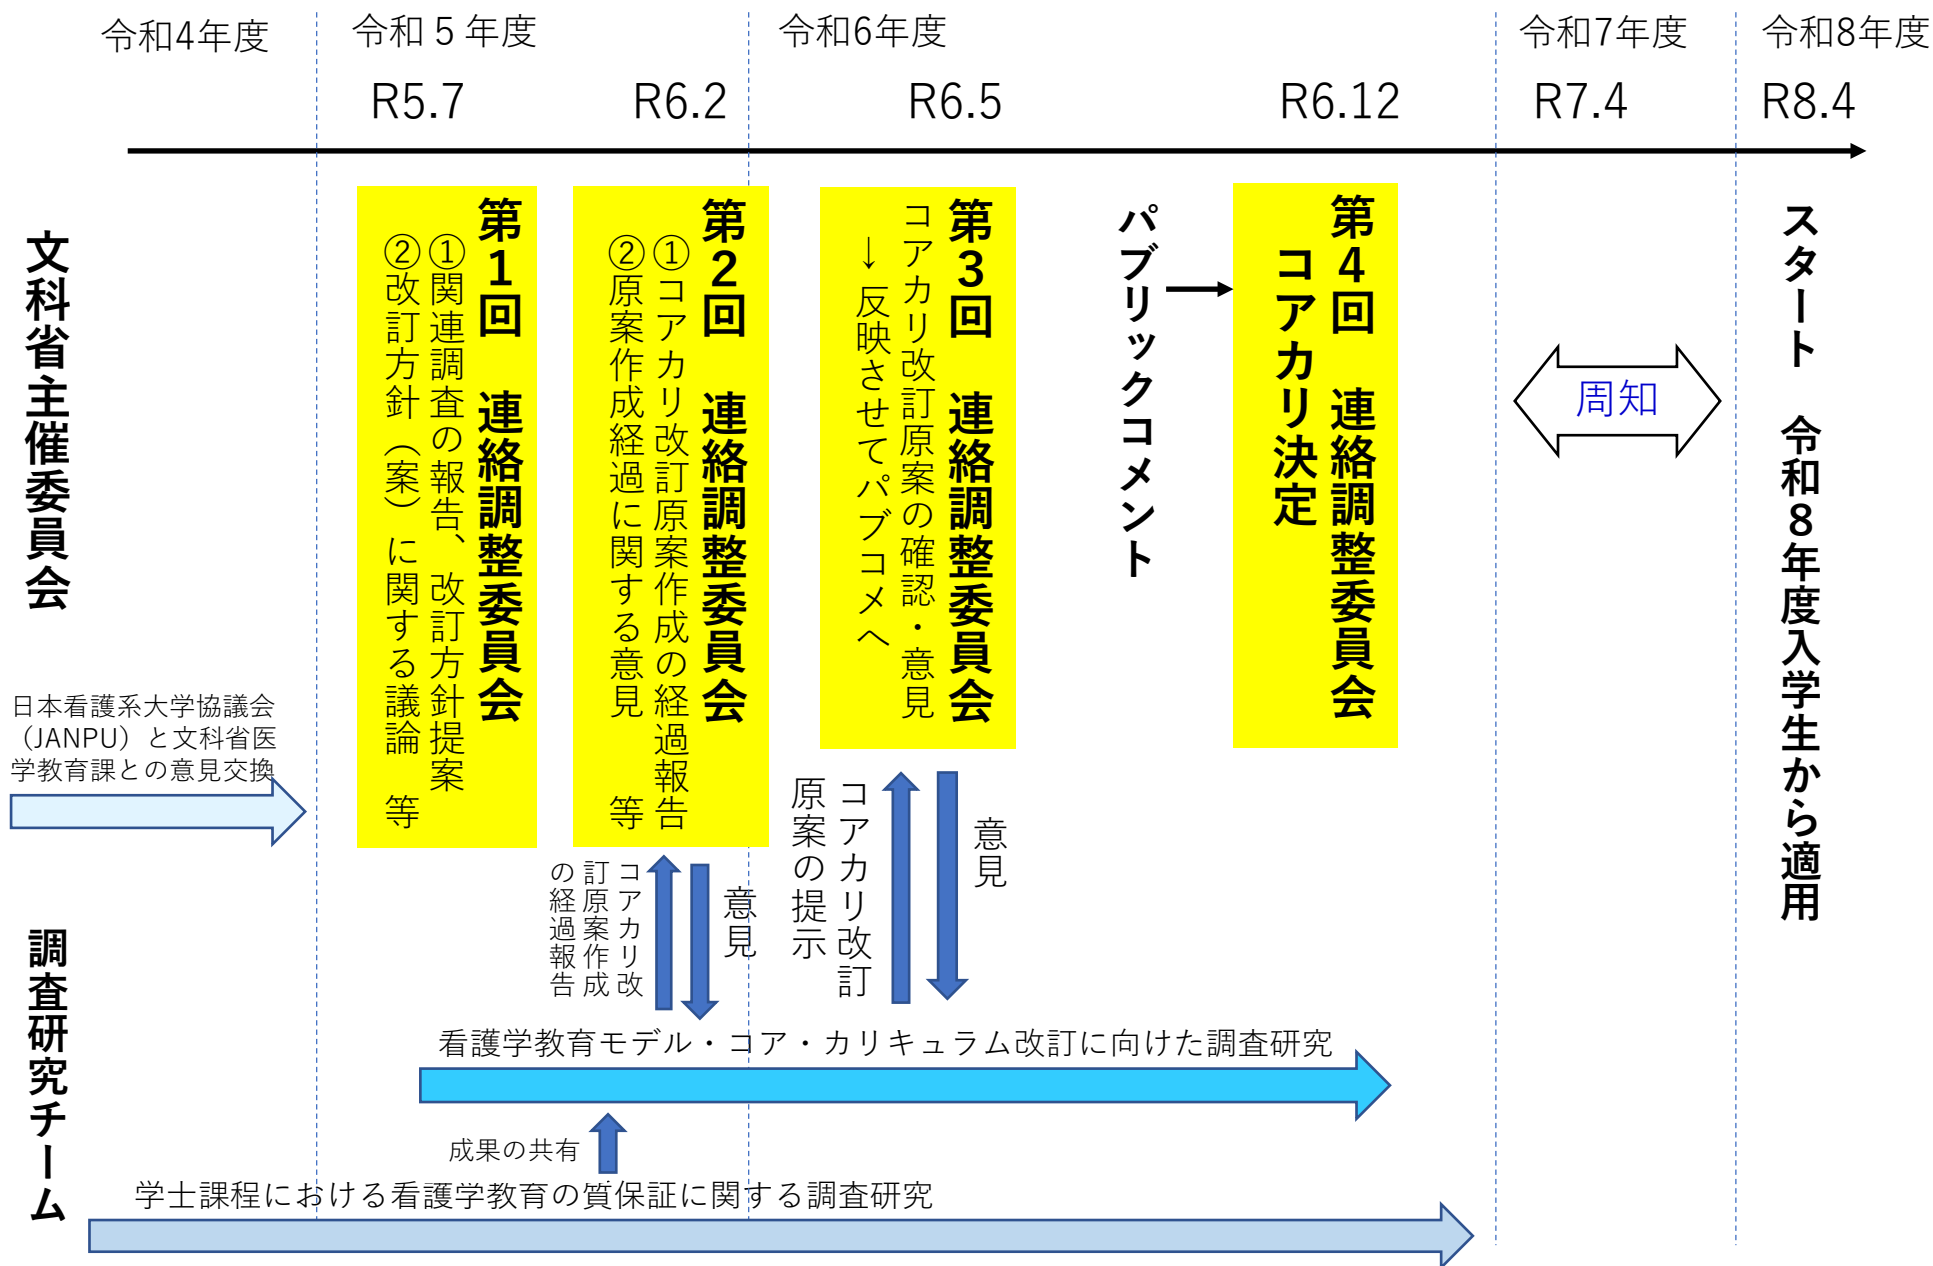 令和4年度
令和５年度
令和6年度
令和7年度
令和8年度
R5.7
R6.2
R6.5
R6.12
R7.4
R8.4
文科省主催委員会
第1回　連絡調整委員会
①関連調査の報告、改訂方針提案
②改訂方針（案）に関する議論　等
第2回　連絡調整委員会
①コアカリ改訂原案作成の経過報告
②原案作成経過に関する意見　　等
第3回　連絡調整委員会
コアカリ改訂原案の確認・意見
↓反映させてパブコメへ
パブリックコメント
第4回　連絡調整委員会
コアカリ決定
周知
スタート　令和8年度入学生から適用
日本看護系大学協議会
（JANPU）と文科省医
学教育課との意見交換
コアカリ改
訂原案作成
の経過報告
意見
コアカリ改訂
原案の提示
意見
調査研究チーム
看護学教育モデル・コア・カリキュラム改訂に向けた調査研究
成果の共有
学士課程における看護学教育の質保証に関する調査研究